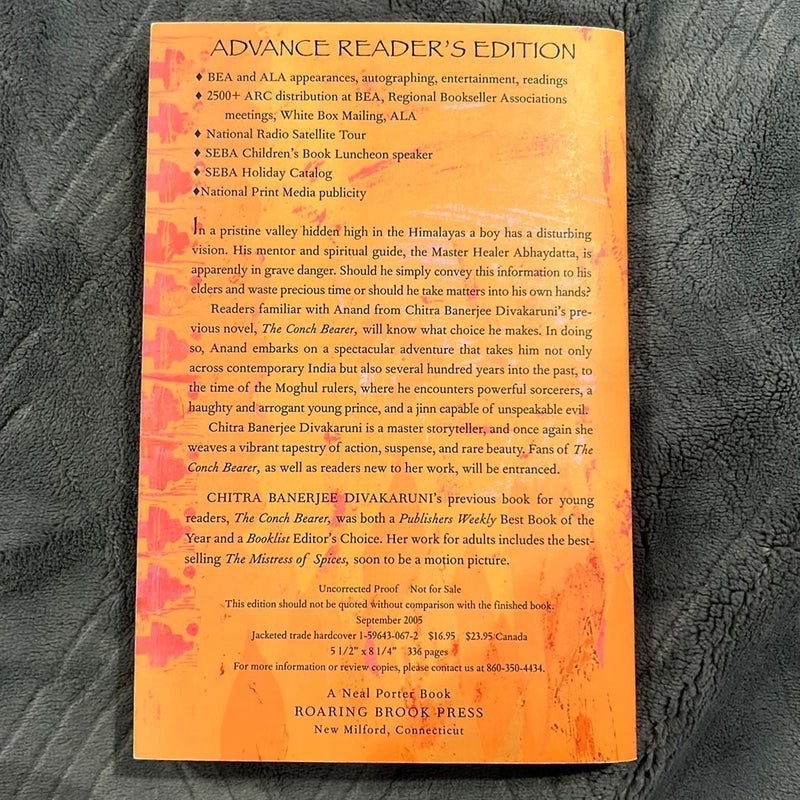 ADVANCE READER'S EDITION
♦ BEA and ALA appearances, autographing, entertainment, readings
♦ 2500+ ARC distribution at BEA, Regional Bookseller Associations
meetings, White Box Mailing, ALA
♦ National Radio Satellite Tour
♦ SEBA Children's Book Luncheon speaker
♦ SEBA Holiday Catalog
♦National Print Media publicity
In a pristine valley hidden high in the Himalayas a boy has a disturbing
vision. His mentor and spiritual guide, the Master Healer Abhaydatta, is
apparently in grave danger. Should he simply convey this information to his
elders and waste precious time or should he take matters into his own hands?
Readers familiar with Anand from Chitra Banerjee Divakaruni's pre-
vious novel, The Conch Bearer, will know what choice he makes. In doing
so, Anand embarks on a spectacular adventure that takes him not only
across contemporary India but also several hundred years into the past, to
the time of the Moghul rulers, where he encounters powerful sorcerers, a
haughty and arrogant young prince, and a jinn capable of unspeakable evil.
Chitra Banerjee Divakaruni is a master storyteller, and once again she
weaves a vibrant tapestry of action, suspense, and rare beauty. Fans of The
Conch Bearer, as well as readers new to her work, will be entranced.
CHITRA BANERJEE DIVAKARUNI's previous book for young
readers, The Conch Bearer, was both a Publishers Weekly Best Book of the
Year and a Booklist Editor's Choice. Her work for adults includes the best-
selling The Mistress of Spices, soon to be a motion picture.
Uncorrected Proof Not for Sale
This edition should not be quoted without comparison with the finished book.
September 2005
Jacketed trade hardcover 1-59643-067-2 $16.95 $23.95 Canada
5 1/2" x 8 1/4" 336 pages
For more information or review copies, please contact us at 860-350-4434.
A Neal Porter Book
ROARING BROOK PRESS
New Milford, Connecticut